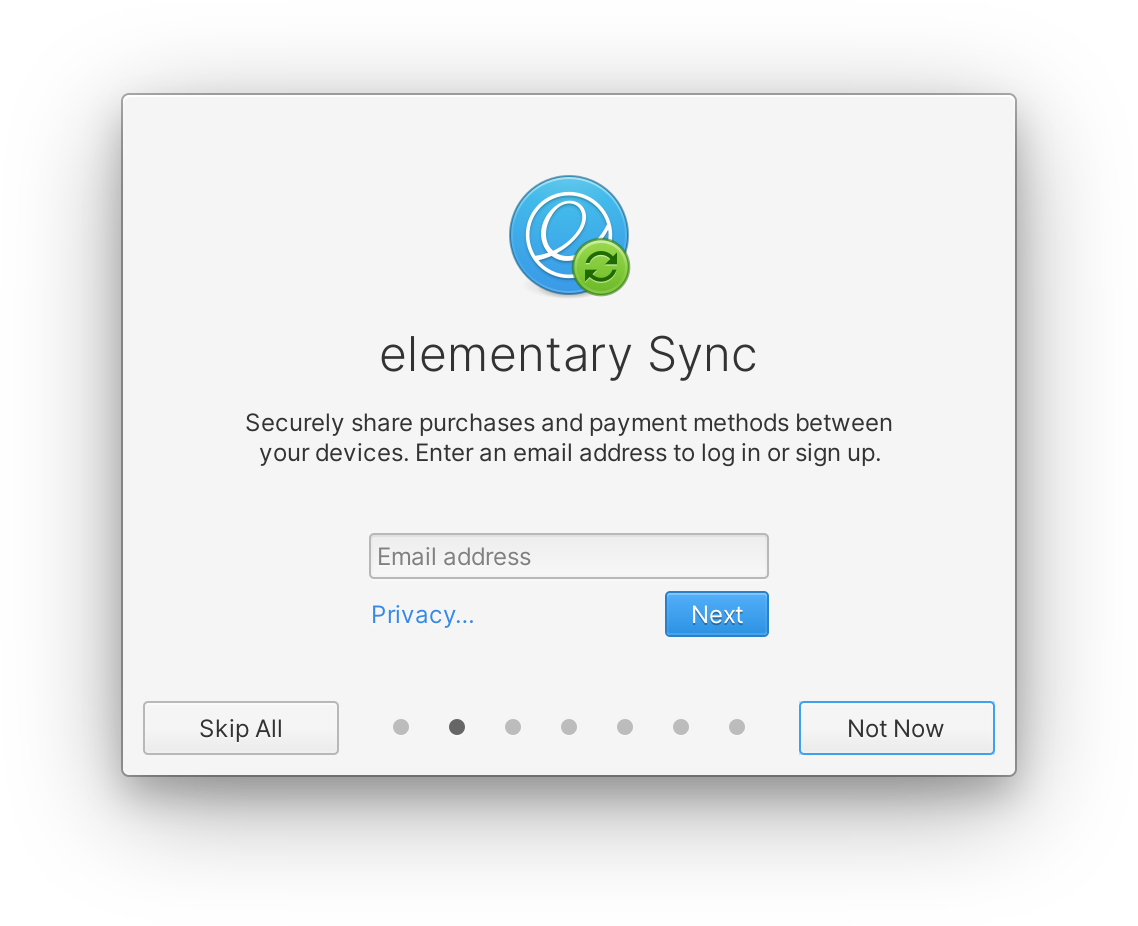 elementary Sync
Securely share purchases and payment methods between
your devices. Enter an email address to log in or sign up.
Email address
Privacy…
Next
Skip All
Not Now